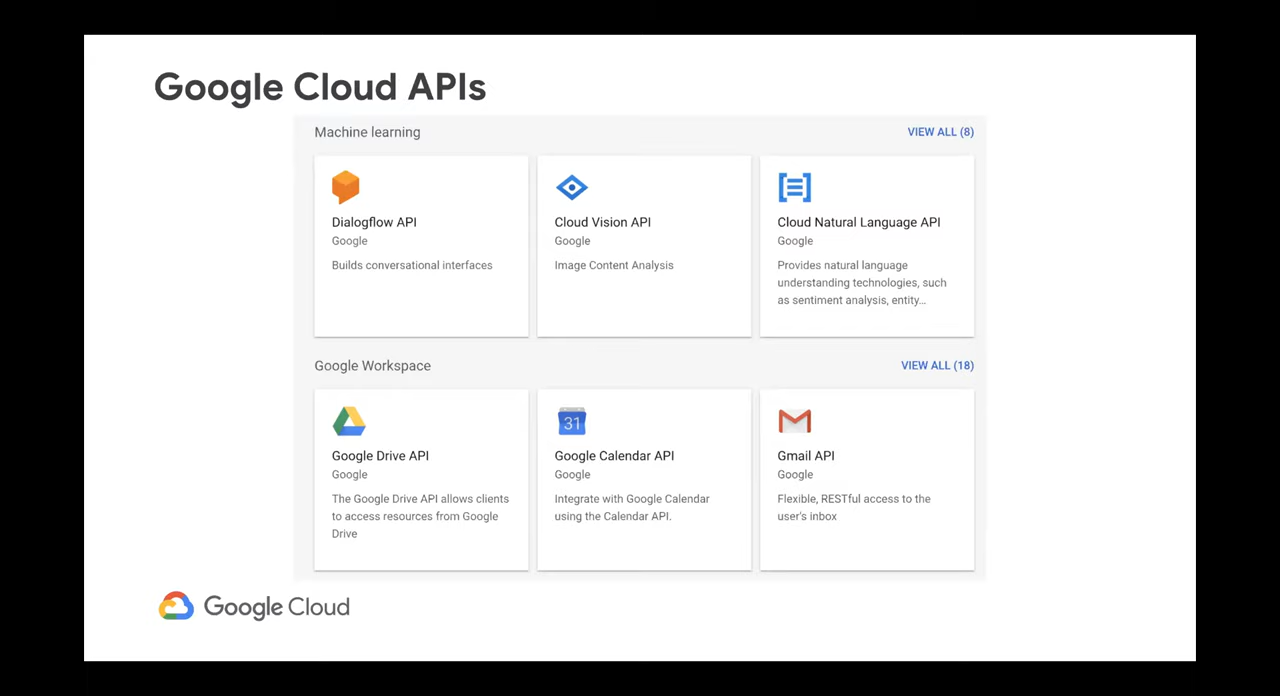 Google Cloud APIs
Machine learning
VIEW ALL (8)
Dialogflow API
Google
Builds conversational interfaces
Cloud Vision API
Google
Image Content Analysis
Cloud Natural Language API
Google
Provides natural language
understanding technologies, such
as sentiment analysis, entity...
Google Workspace
VIEW ALL (18)
Google Drive API
Google
The Google Drive API allows clients
to access resources from Google
Drive
31
Google Calendar API
Google
Integrate with Google Calendar
using the Calendar API.
Gmail API
Google
Flexible, RESTful access to the
user's inbox
Google Cloud